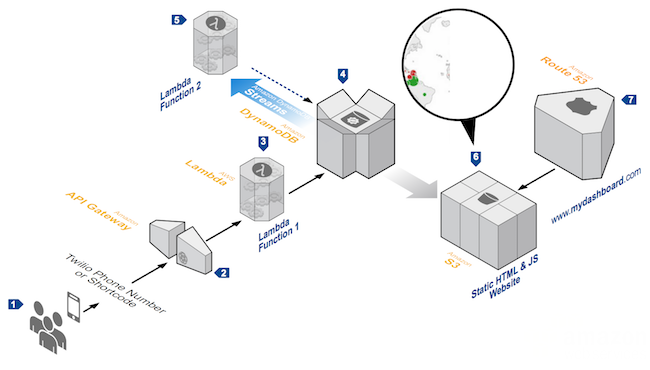 5
Lambda
Function 2
Amazon Dynamo
Streams
Amazon
DynamoDB
4
Amazon
Route 53
7
www.mydashboard.com
3
AWS
Lambda
Lambda
Function 1
6
Amazon
S3
Static HTML & JS
Website
Amazon
API Gateway
2
Twilio Phone Number
or Shortcode
1